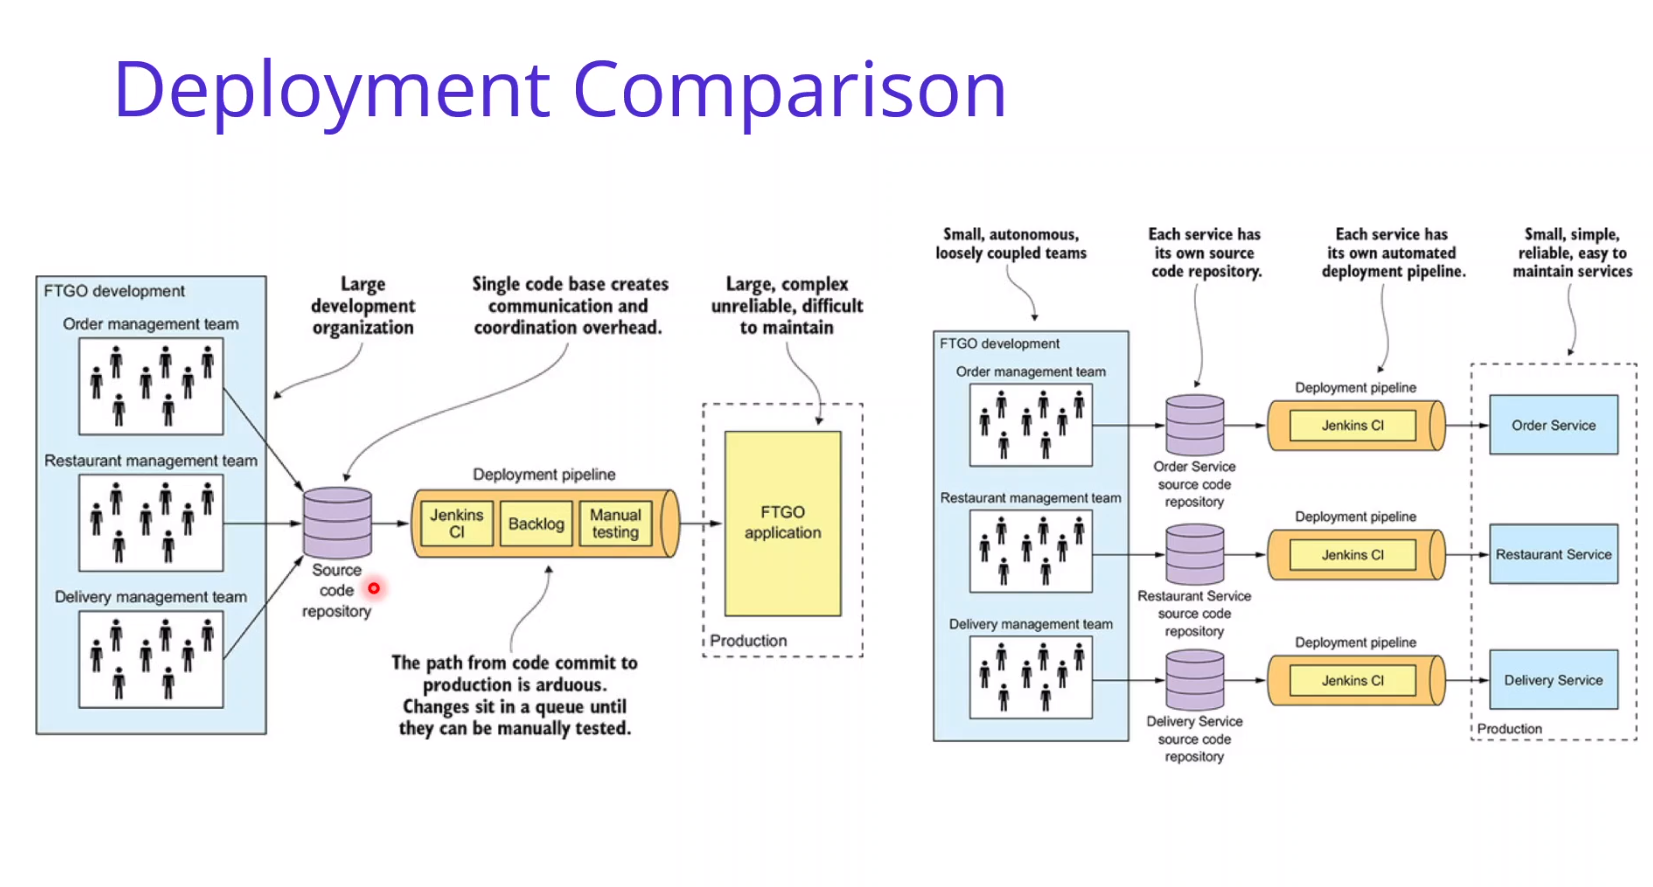 Deployment Comparison
FTGO development
Order management team
Restaurant management team
Delivery management team
Large
development
organization
Single code base creates
communication and
coordination overhead.
Large, complex
unreliable, difficult
to maintain
Source
code
repository
Deployment pipeline
Jenkins
CI
Backlog
Manual
testing
FTGO
application
Production
The path from code commit to
production is arduous.
Changes sit in a queue until
they can be manually tested.
Small, autonomous,
loosely coupled teams
Each service has
its own source
code repository.
Each service has
its own automated
deployment pipeline.
Small, simple,
reliable, easy to
maintain services
FTGO development
Order management team
Order Service
source code
repository
Deployment pipeline
Jenkins CI
Order Service
Restaurant management team
Restaurant Service
source code
repository
Deployment pipeline
Jenkins CI
Restaurant Service
Delivery management team
Delivery Service
source code
repository
Deployment pipeline
Jenkins CI
Delivery Service
Production